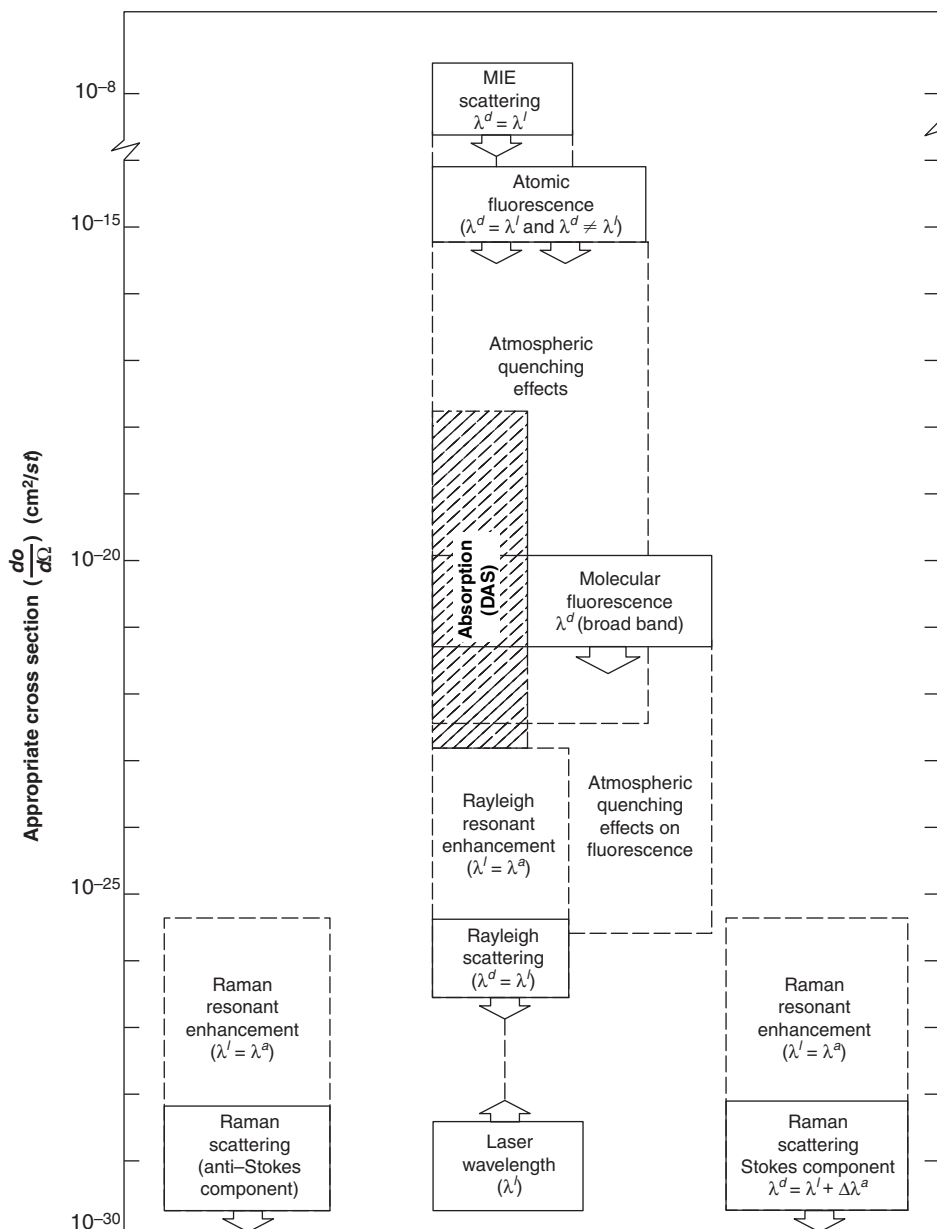 10⁻⁸
10⁻¹⁵
10⁻²⁰
10⁻²⁵
10⁻³⁰
Appropriate cross section (do/dΩ) (cm²/st)
MIE
scattering
λᵈ = λˡ
Atomic
fluorescence
(λᵈ = λˡ and λᵈ ≠ λˡ)
Atmospheric
quenching
effects
Absorption
(DAS)
Molecular
fluorescence
λᵈ (broad band)
Rayleigh
resonant
enhancement
(λˡ = λᵃ)
Atmospheric
quenching
effects on
fluorescence
Rayleigh
scattering
(λᵈ = λˡ)
Raman
resonant
enhancement
(λˡ = λᵃ)
Raman
resonant
enhancement
(λˡ = λᵃ)
Raman
scattering
(anti–Stokes
component)
Laser
wavelength
(λˡ)
Raman
scattering
Stokes component
λᵈ = λˡ + Δλᵃ